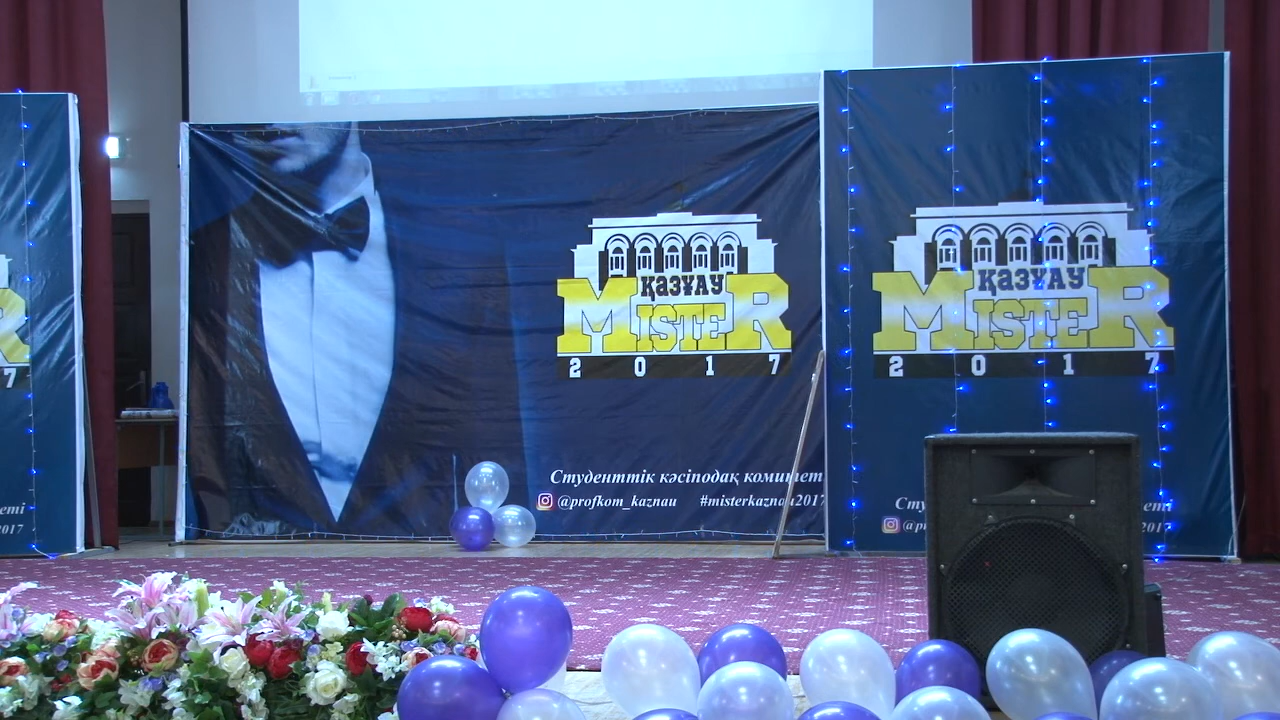 ҚАЗҰАУ
MISTER
2017
Студенттік кәсіподақ комитеті
@profkom_kaznau #misterkaznau2017
ҚАЗҰАУ
MISTER
2017